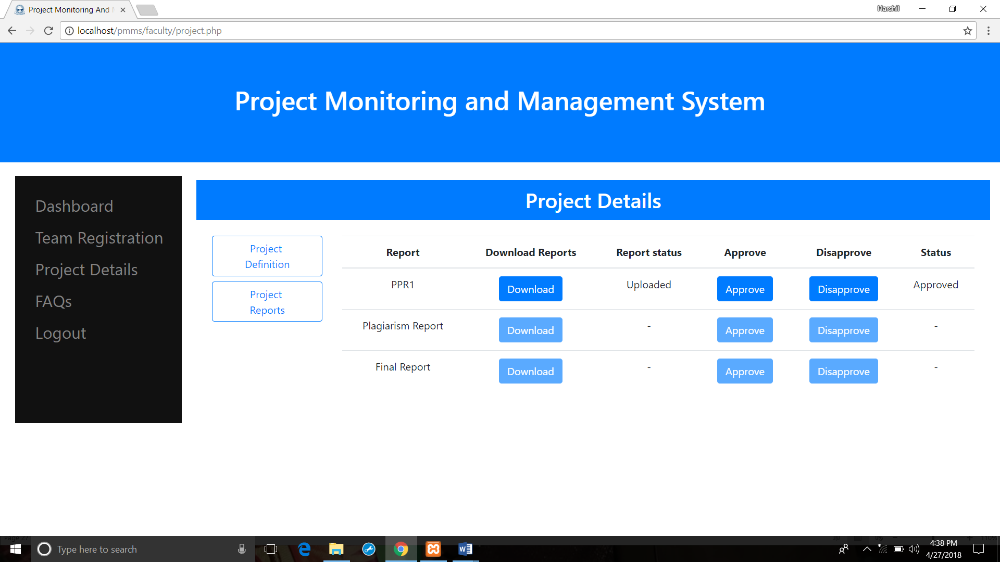 Project Monitoring And
Harshil
localhost/pmms/faculty/project.php
Project Monitoring and Management System
Dashboard
Team Registration
Project Details
FAQs
Logout
Project Details
Project
Definition
Project
Reports
Report Download Reports Report status Approve Disapprove Status
PPR1 Download Uploaded Approve Disapprove Approved
Plagiarism Report Download - Approve Disapprove -
Final Report Download - Approve Disapprove -
Page 27
Type here to search
4:38 PM
4/27/2018